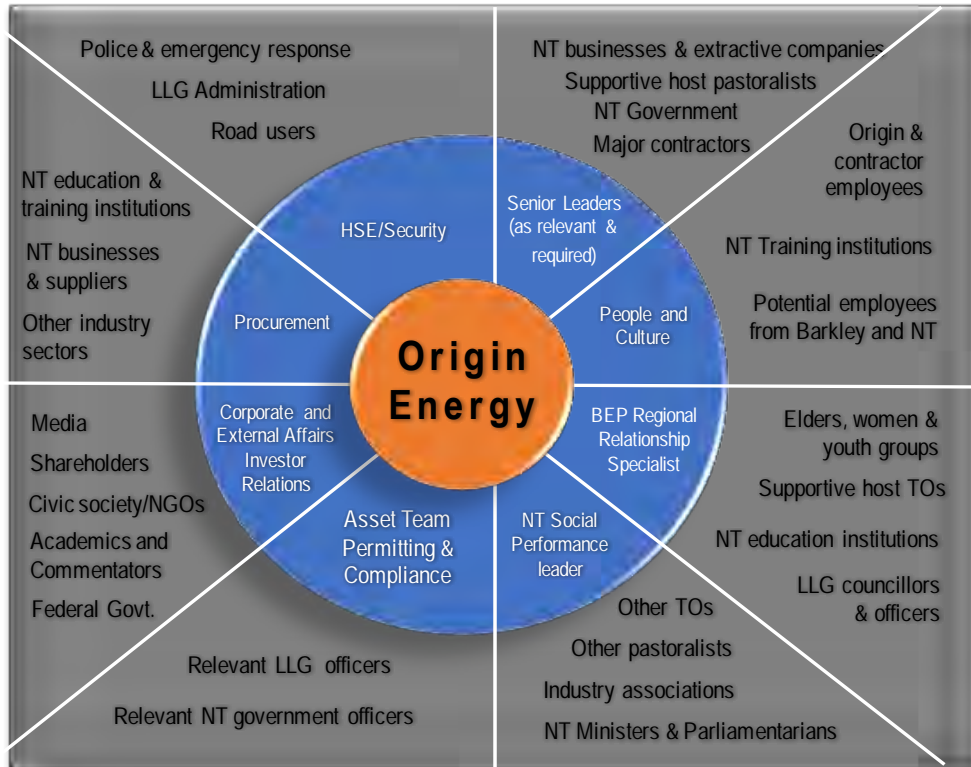 Police & emergency response
LLG Administration
Road users
NT businesses & extractive companies
Supportive host pastoralists
NT Government
Major contractors
Origin &
contractor
employees
NT Training institutions
Potential employees
from Barkley and NT
NT education &
training institutions
NT businesses
& suppliers
Other industry
sectors
HSE/Security
Senior Leaders
(as relevant &
required)
Procurement
People and
Culture
Origin
Energy
Corporate and
External Affairs
Investor
Relations
BEP Regional
Relationship
Specialist
Asset Team
Permitting &
Compliance
NT Social
Performance
leader
Media
Shareholders
Civic society/NGOs
Academics and
Commentators
Federal Govt.
Elders, women &
youth groups
Supportive host TOs
NT education institutions
LLG councillors
& officers
Relevant LLG officers
Relevant NT government officers
Other TOs
Other pastoralists
Industry associations
NT Ministers & Parliamentarians